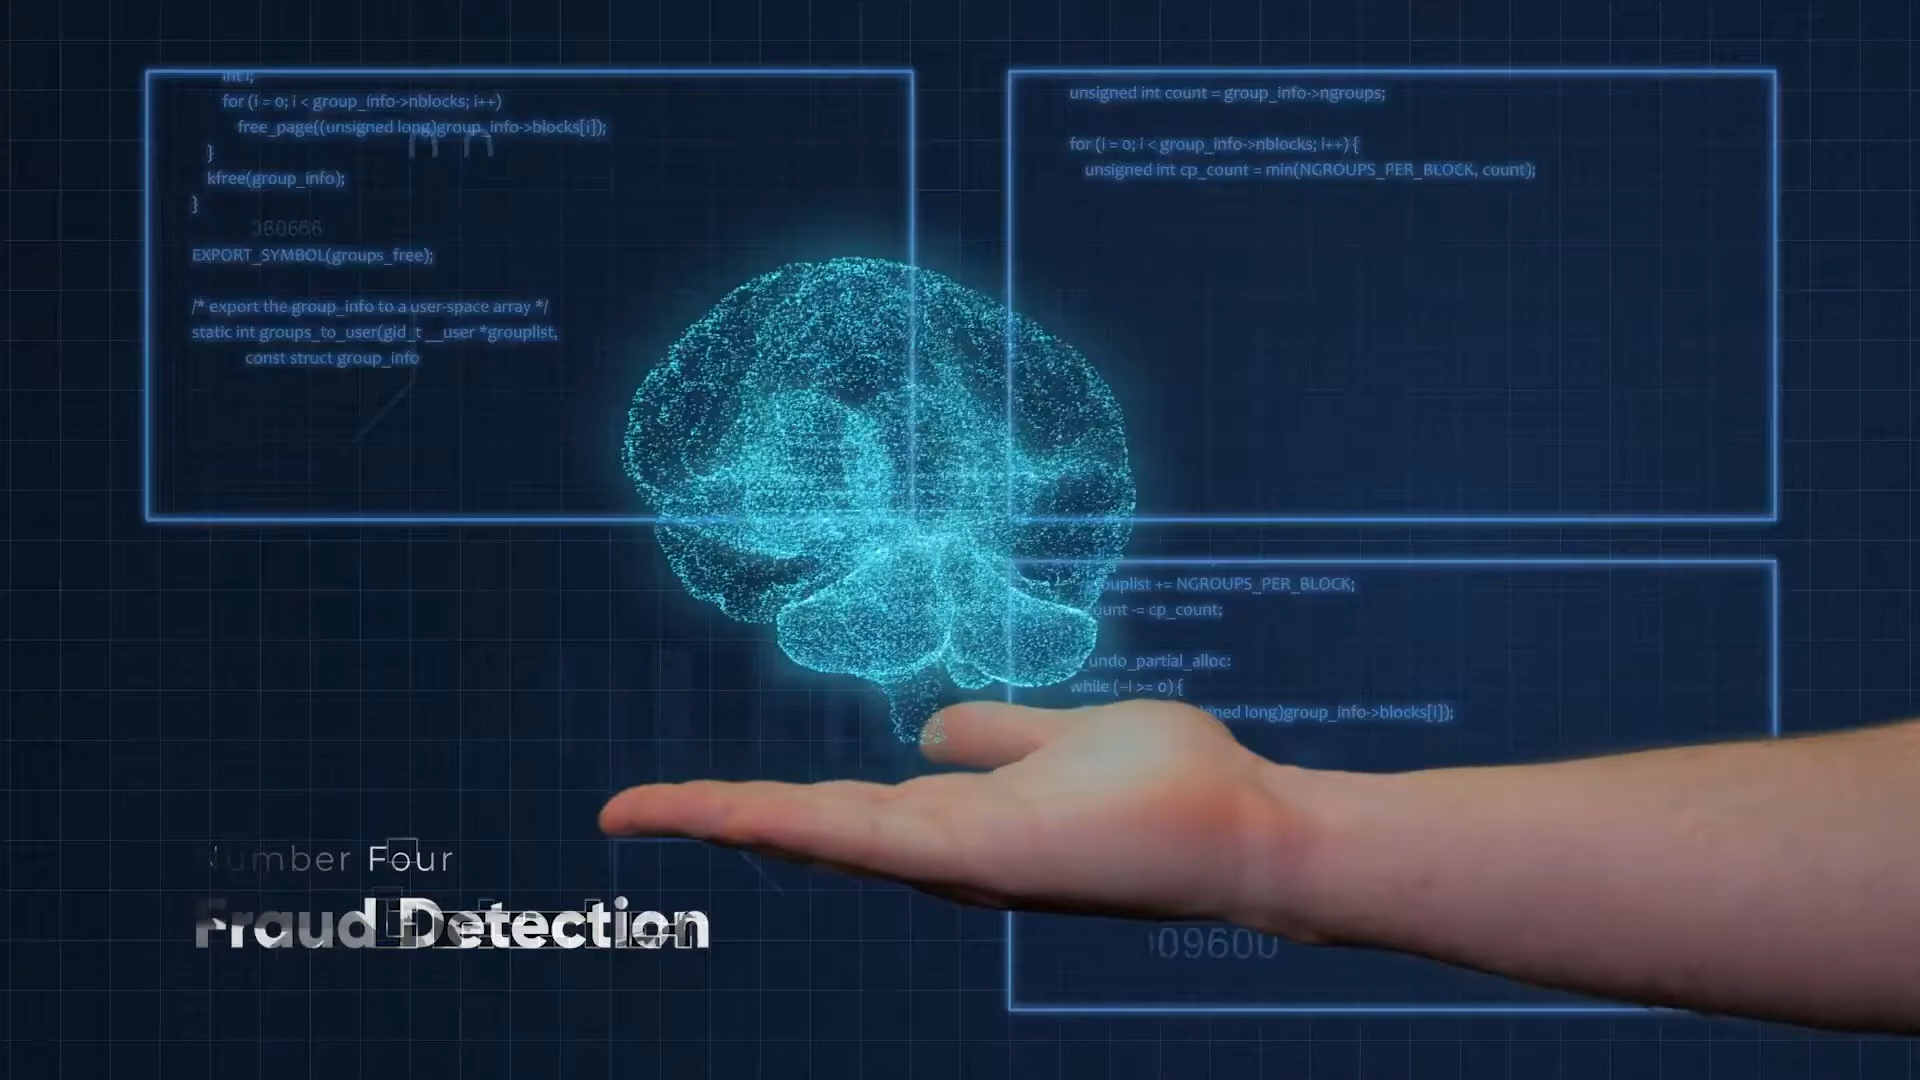 int i;
for (i = 0; i < group_info->nblocks; i++)
free_page((unsigned long)group_info->blocks[i]);
}
kfree(group_info);
}
380666
EXPORT_SYMBOL(groups_free);
/* export the group_info to a user-space array */
static int groups_to_user(gid_t __user *grouplist,
const struct group_info
unsigned int count = group_info->ngroups;
for (i = 0; i < group_info->nblocks; i++) {
unsigned int cp_count = min(NGROUPS_PER_BLOCK, count);
+= NGROUPS_PER_BLOCK;
-= cp_count;
undo_partial_alloc:
while (--i >= 0) {
long)group_info->blocks[i]);
Number Four
Fraud Detection
09600